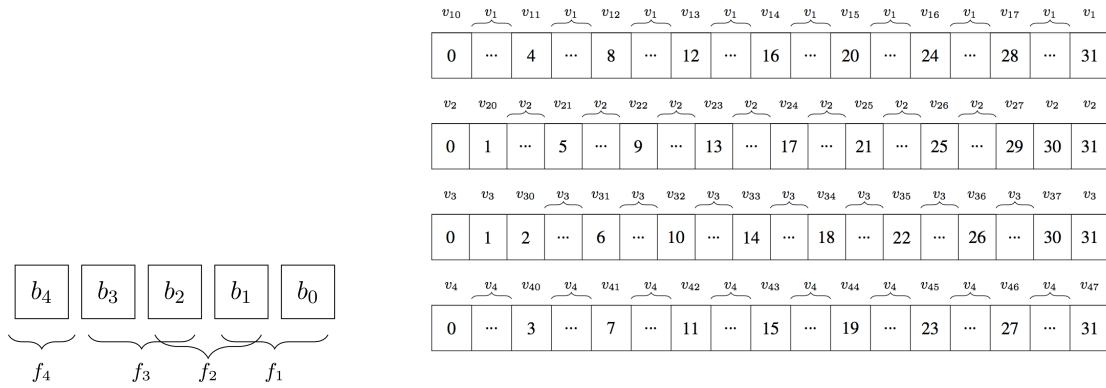 v10 v1 v11 v1 v12 v1 v13 v1 v14 v1 v15 v1 v16 v1 v17 v1 v1
0 ... 4 ... 8 ... 12 ... 16 ... 20 ... 24 ... 28 ... 31
v2 v20 v2 v21 v2 v22 v2 v23 v2 v24 v2 v25 v2 v26 v2 v27 v2 v2
0 1 ... 5 ... 9 ... 13 ... 17 ... 21 ... 25 ... 29 30 31
v3 v3 v30 v3 v31 v3 v32 v3 v33 v3 v34 v3 v35 v3 v36 v3 v37 v3
0 1 2 ... 6 ... 10 ... 14 ... 18 ... 22 ... 26 ... 30 31
v4 v4 v40 v4 v41 v4 v42 v4 v43 v4 v44 v4 v45 v4 v46 v4 v47
0 ... 3 ... 7 ... 11 ... 15 ... 19 ... 23 ... 27 ... 31
b4 b3 b2 b1 b0
f4 f3 f2 f1